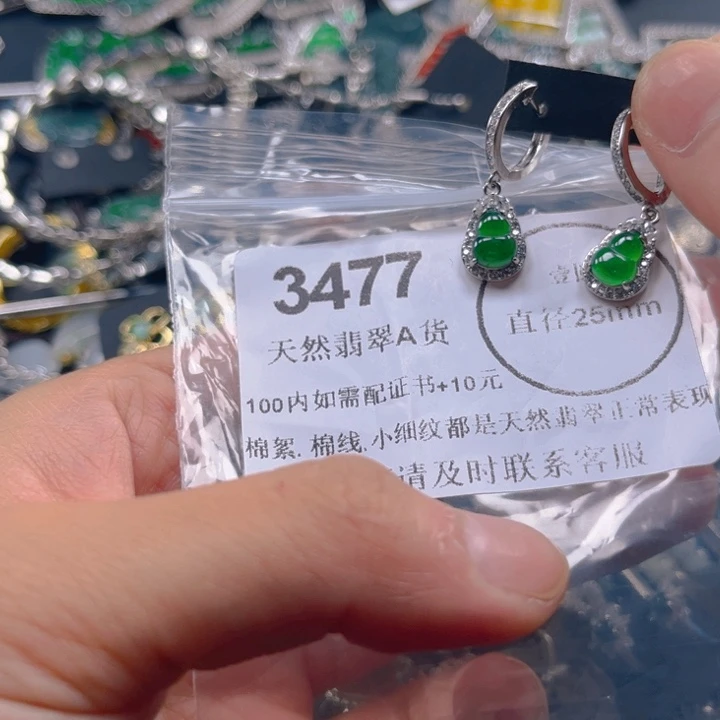 3477
天然翡翠A货
直径25mm
100内如需配证书+10元
棉絮.棉线.小细纹都是天然翡翠正常表现
请及时联系客服